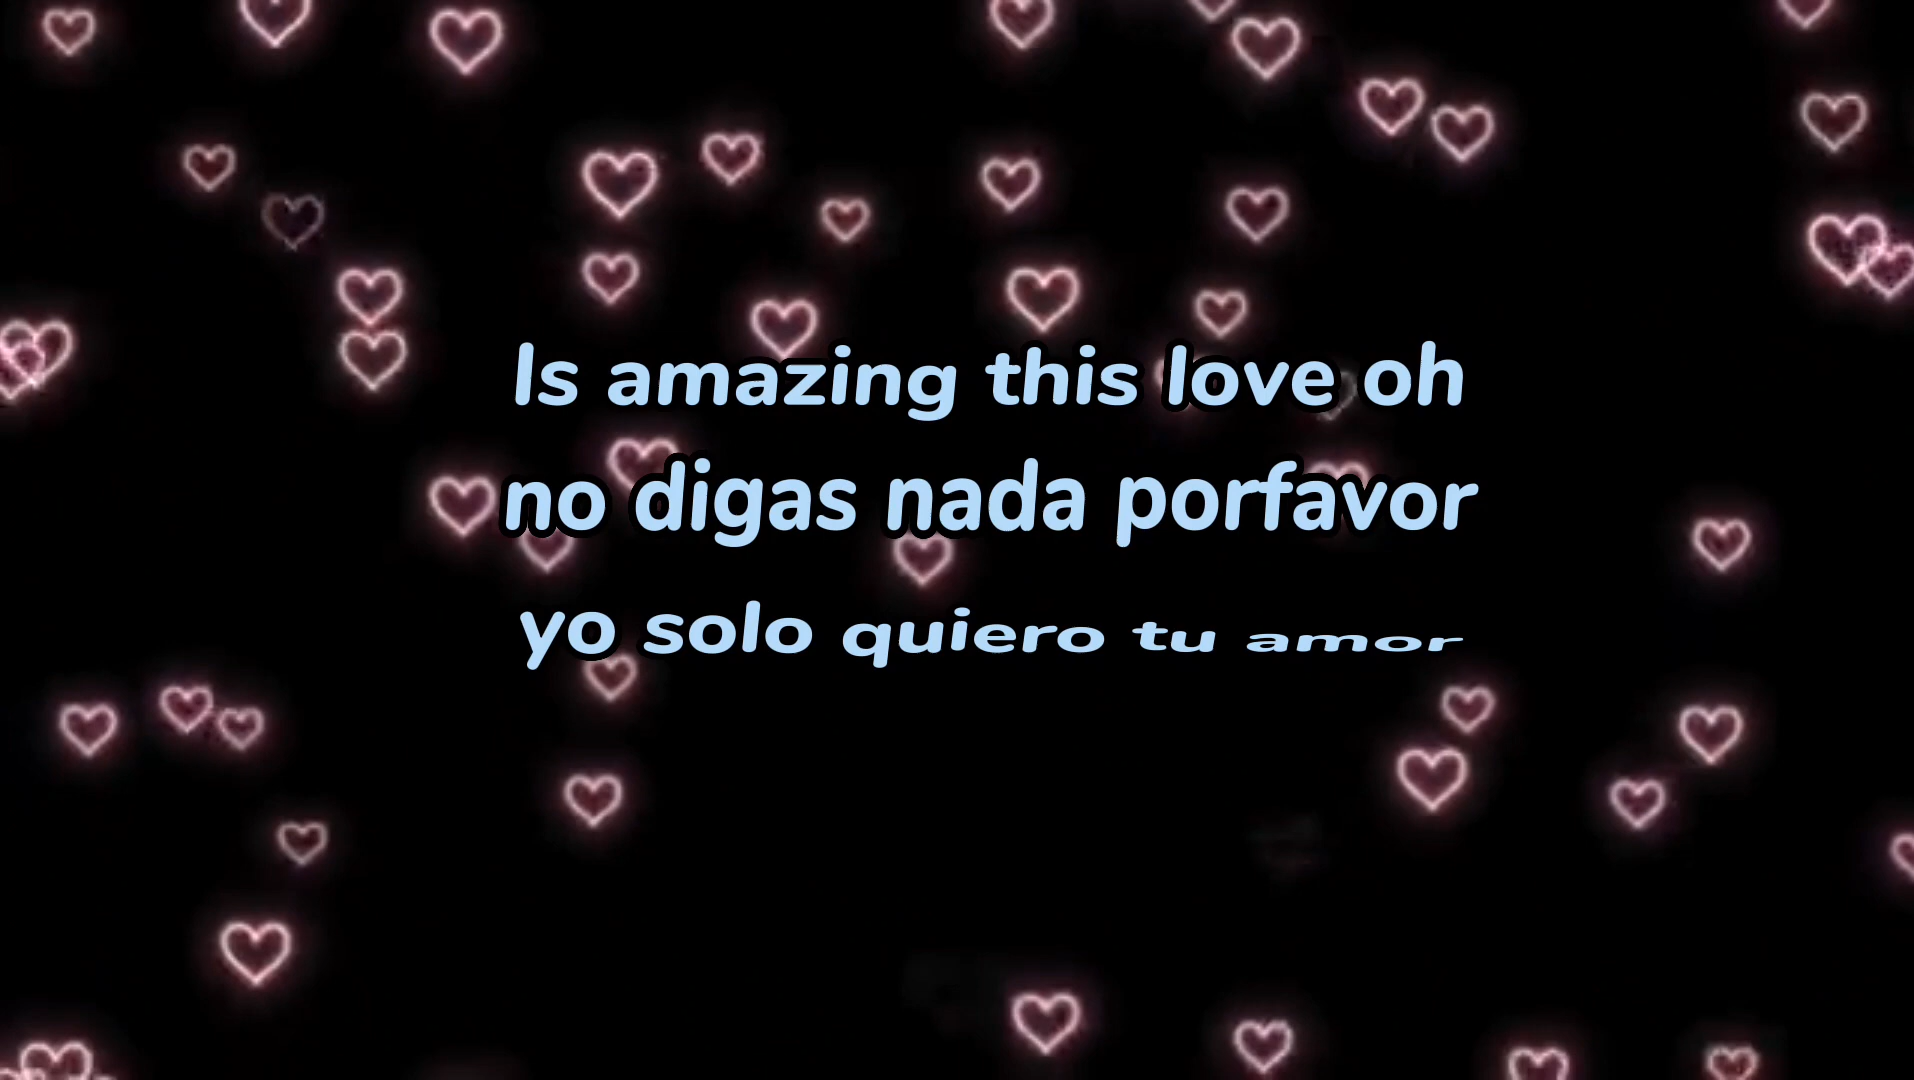 Is amazing this love oh
no digas nada porfavor
yo solo quiero tu amor